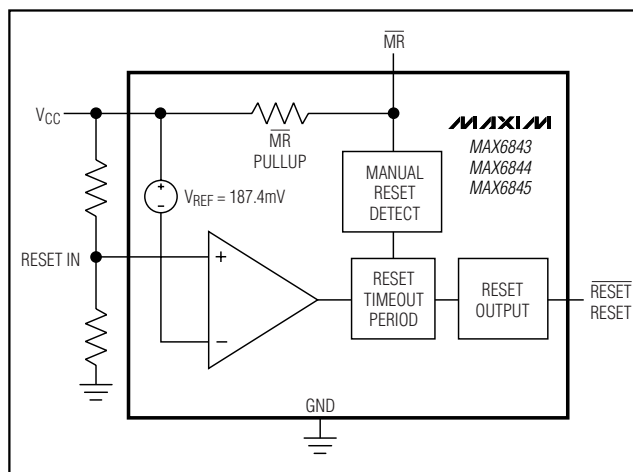 MR
VCC
MR
PULLUP
MAXIM
MAX6843
MAX6844
MAX6845
+
−
VREF = 187.4mV
MANUAL
RESET
DETECT
RESET IN
+
−
RESET
TIMEOUT
PERIOD
RESET
OUTPUT
RESET
RESET
GND